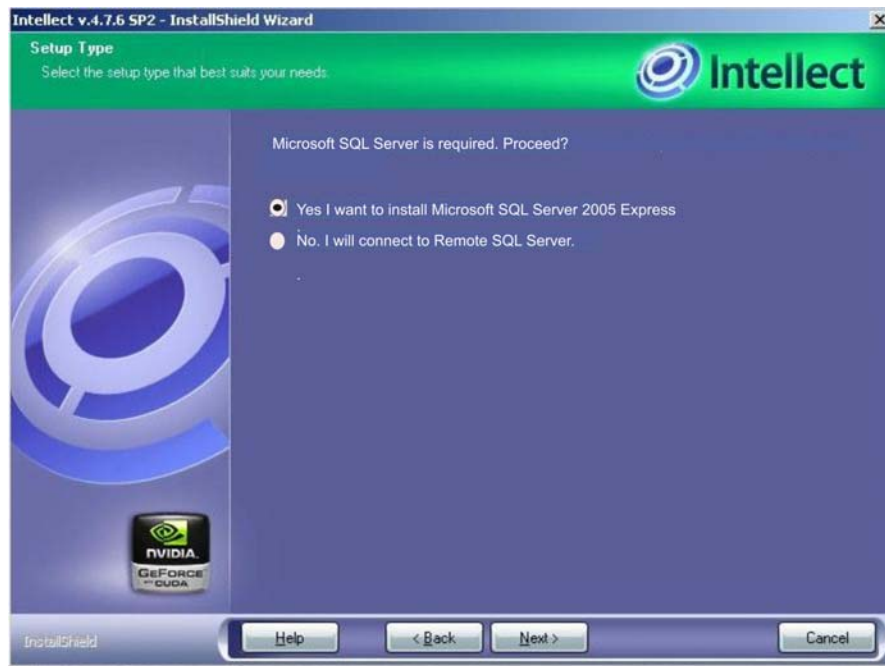 Intellect v.4.7.6 SP2 - InstallShield Wizard
Setup Type
Select the setup type that best suits your needs.
Intellect
Microsoft SQL Server is required. Proceed?
Yes I want to install Microsoft SQL Server 2005 Express
No. I will connect to Remote SQL Server.
NVIDIA.
GEFORCE
WITH CUDA
InstallShield
Help
< Back
Next >
Cancel